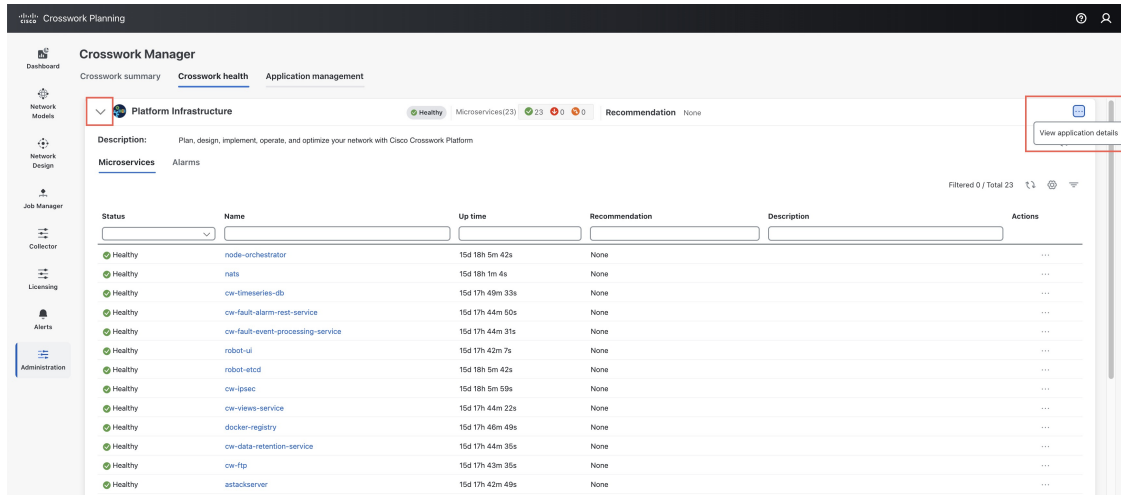 cisco Crosswork Planning
Crosswork Manager
Crosswork summary Crosswork health Application management
Dashboard
Network Models
Network Design
Job Manager
Collector
Licensing
Alerts
Administration
Platform Infrastructure Healthy Microservices(23) 23 0 0 Recommendation None
View application details
Description: Plan, design, implement, operate, and optimize your network with Cisco Crosswork Platform
Microservices Alarms
Filtered 0 / Total 23
Status Name Up time Recommendation Description Actions
Healthy node-orchestrator 15d 18h 5m 42s None ...
Healthy nats 15d 18h 1m 4s None ...
Healthy cw-timeseries-db 15d 17h 49m 33s None ...
Healthy cw-fault-alarm-rest-service 15d 17h 44m 50s None ...
Healthy cw-fault-event-processing-service 15d 17h 44m 31s None ...
Healthy robot-ui 15d 17h 42m 7s None ...
Healthy robot-etcd 15d 18h 5m 42s None ...
Healthy cw-ipsec 15d 18h 5m 59s None ...
Healthy cw-views-service 15d 17h 44m 22s None ...
Healthy docker-registry 15d 17h 46m 49s None ...
Healthy cw-data-retention-service 15d 17h 44m 35s None ...
Healthy cw-ftp 15d 17h 43m 35s None ...
Healthy astackserver 15d 17h 42m 49s None ...